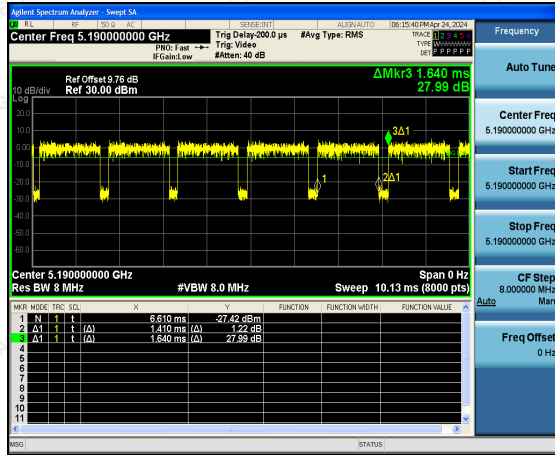 Agilent Spectrum Analyzer - Swept SA
RL RF 50 Ω AC SENSE:INT ALIGNAUTO 06:15:40 PM Apr 24, 2024
Center Freq 5.190000000 GHz Trig Delay-200.0 µs #Avg Type: RMS TRACE 1 2 3 4 5 6
PNO: Fast Trig: Video TYPE
IFGain:Low #Atten: 40 dB DET P P P P P P
Frequency
Auto Tune
Ref Offset 9.76 dB ΔMkr3 1.640 ms
10 dB/div Ref 30.00 dBm 27.99 dB
Log
20.0
10.0
0.00
-10.0
-20.0
-30.0
-40.0
-50.0
-60.0
3Δ1
1
2Δ1
Center 5.190000000 GHz Span 0 Hz
Res BW 8 MHz #VBW 8.0 MHz Sweep 10.13 ms (8000 pts)
MKR MODE TRC SCL X Y FUNCTION FUNCTION WIDTH FUNCTION VALUE
1 N 1 t 6.610 ms -27.42 dBm
2 Δ1 1 t (Δ) 1.410 ms (Δ) 1.22 dB
3 Δ1 1 t (Δ) 1.640 ms (Δ) 27.99 dB
4
5
6
7
8
9
10
11
Center Freq
5.190000000 GHz
Start Freq
5.190000000 GHz
Stop Freq
5.190000000 GHz
CF Step
8.000000 MHz
Auto Man
Freq Offset
0 Hz
MSG STATUS